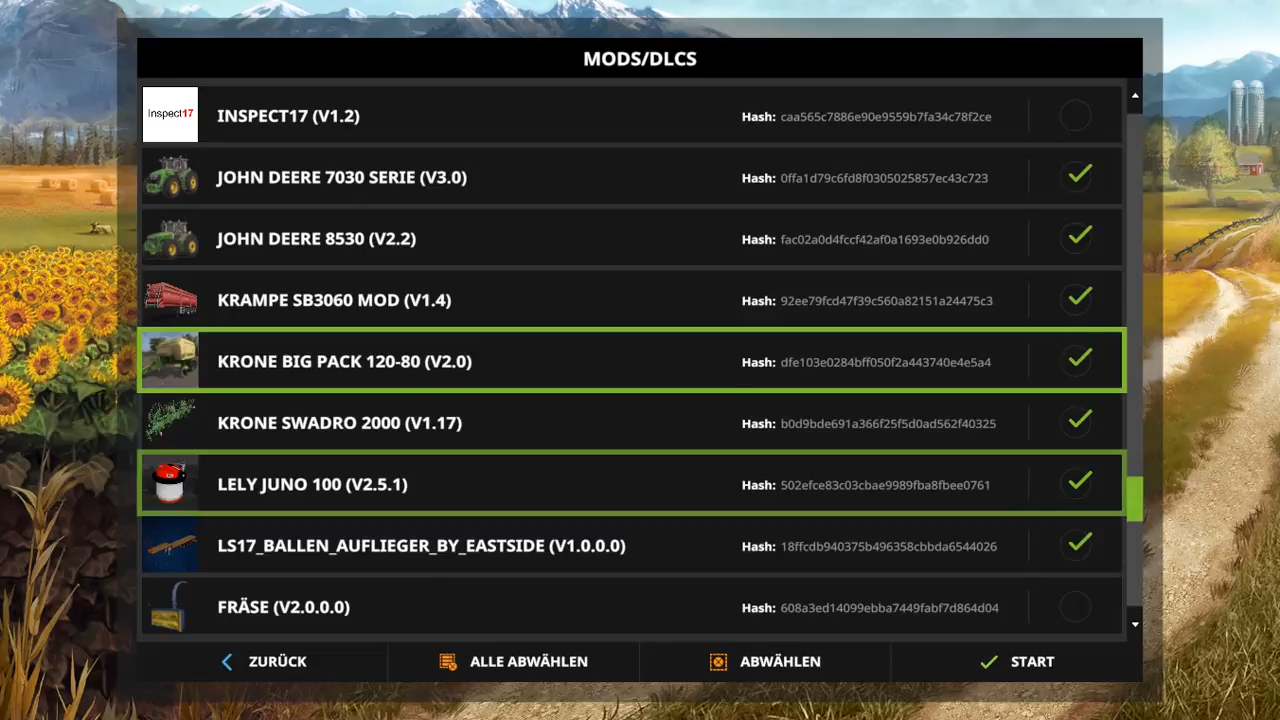 MODS/DLCS
Inspect17
INSPECT17 (V1.2) Hash: caa565c7886e90e9559b7fa34c78f2ce
JOHN DEERE 7030 SERIE (V3.0) Hash: 0ffa1d79c6fd8f0305025857ec43c723
JOHN DEERE 8530 (V2.2) Hash: fac02a0d4fccf42af0a1693e0b926dd0
KRAMPE SB3060 MOD (V1.4) Hash: 92ee79fcd47f39c560a82151a24475c3
KRONE BIG PACK 120-80 (V2.0) Hash: dfe103e0284bff050f2a443740e4e5a4
KRONE SWADRO 2000 (V1.17) Hash: b0d9bde691a366f25f5d0ad562f40325
LELY JUNO 100 (V2.5.1) Hash: 502efce83c03cbae9989fba8fbee0761
LS17_BALLEN_AUFLIEGER_BY_EASTSIDE (V1.0.0.0) Hash: 18ffcdb940375b496358cbbda6544026
FRÄSE (V2.0.0.0) Hash: 608a3ed14099ebba7449fabf7d864d04
ZURÜCK ALLE ABWÄHLEN ABWÄHLEN START